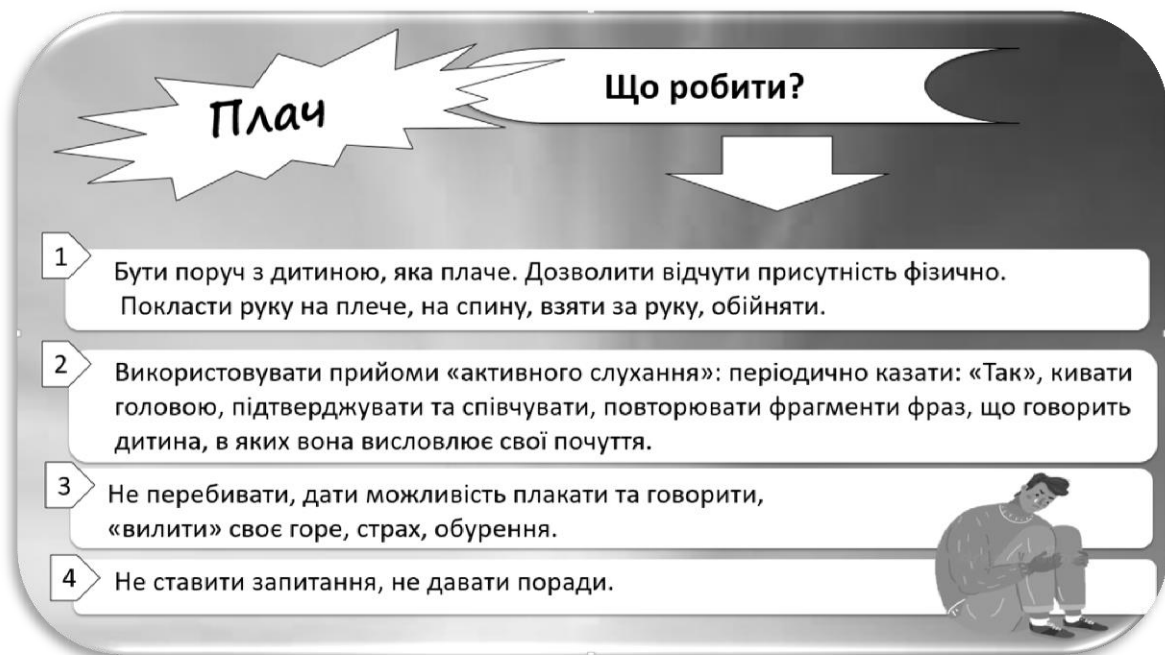 Плач
Що робити?
1
Бути поруч з дитиною, яка плаче. Дозволити відчути присутність фізично.
Покласти руку на плече, на спину, взяти за руку, обійняти.
2
Використовувати прийоми «активного слухання»: періодично казати: «Так», кивати
головою, підтверджувати та співчувати, повторювати фрагменти фраз, що говорить
дитина, в яких вона висловлює свої почуття.
3
Не перебивати, дати можливість плакати та говорити,
«вилити» своє горе, страх, обурення.
4
Не ставити запитання, не давати поради.